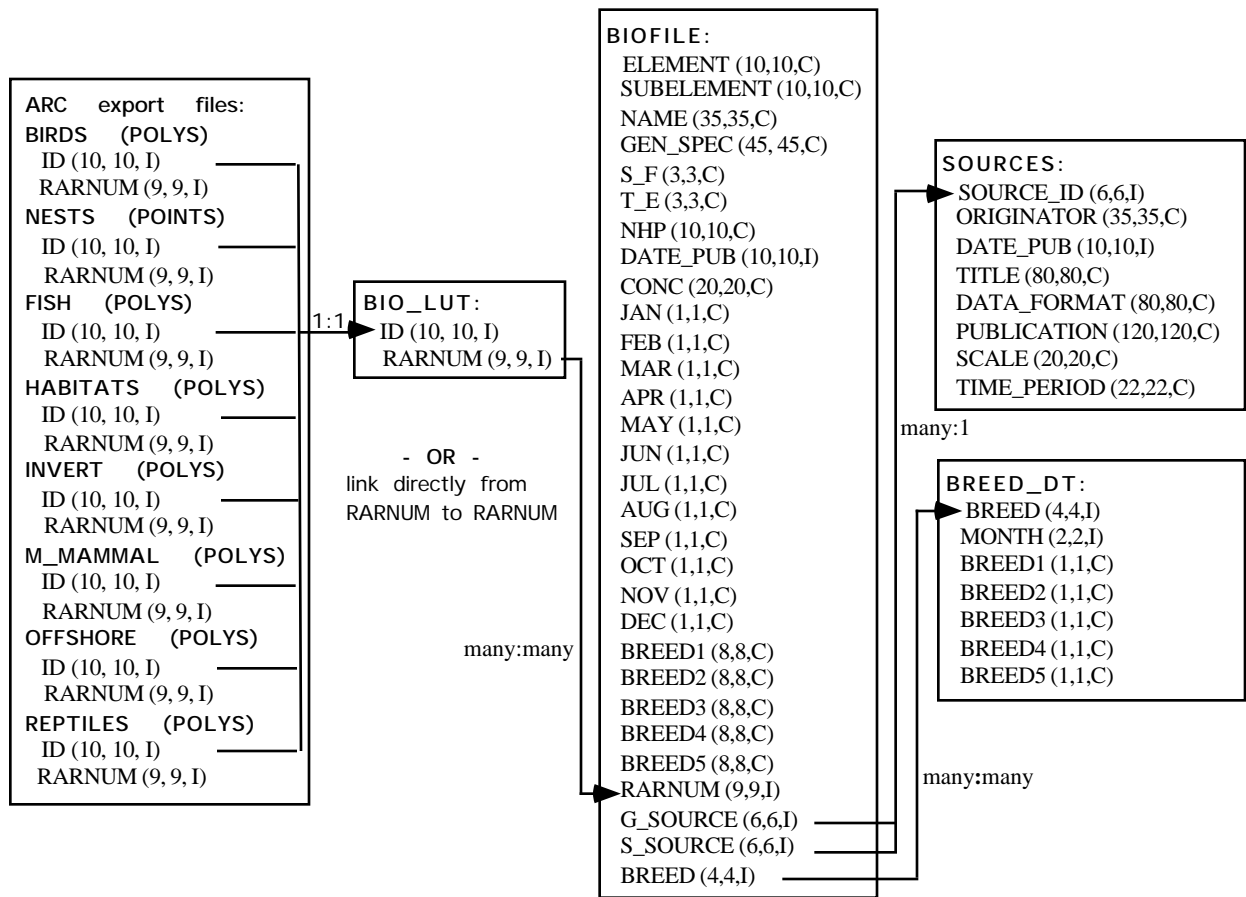 ARC export files:
BIRDS (POLYS)
ID (10, 10, I)
RARNUM (9, 9, I)
NESTS (POINTS)
ID (10, 10, I)
RARNUM (9, 9, I)
FISH (POLYS)
ID (10, 10, I)
RARNUM (9, 9, I)
HABITATS (POLYS)
ID (10, 10, I)
RARNUM (9, 9, I)
INVERT (POLYS)
ID (10, 10, I)
RARNUM (9, 9, I)
M_MAMMAL (POLYS)
ID (10, 10, I)
RARNUM (9, 9, I)
OFFSHORE (POLYS)
ID (10, 10, I)
RARNUM (9, 9, I)
REPTILES (POLYS)
ID (10, 10, I)
RARNUM (9, 9, I)
1:1
BIO_LUT:
ID (10, 10, I)
RARNUM (9, 9, I)
- OR -
link directly from
RARNUM to RARNUM
many:many
BIOFILE:
ELEMENT (10,10,C)
SUBELEMENT (10,10,C)
NAME (35,35,C)
GEN_SPEC (45, 45,C)
S_F (3,3,C)
T_E (3,3,C)
NHP (10,10,C)
DATE_PUB (10,10,I)
CONC (20,20,C)
JAN (1,1,C)
FEB (1,1,C)
MAR (1,1,C)
APR (1,1,C)
MAY (1,1,C)
JUN (1,1,C)
JUL (1,1,C)
AUG (1,1,C)
SEP (1,1,C)
OCT (1,1,C)
NOV (1,1,C)
DEC (1,1,C)
BREED1 (8,8,C)
BREED2 (8,8,C)
BREED3 (8,8,C)
BREED4 (8,8,C)
BREED5 (8,8,C)
RARNUM (9,9,I)
G_SOURCE (6,6,I)
S_SOURCE (6,6,I)
BREED (4,4,I)
many:1
many:many
SOURCES:
SOURCE_ID (6,6,I)
ORIGINATOR (35,35,C)
DATE_PUB (10,10,I)
TITLE (80,80,C)
DATA_FORMAT (80,80,C)
PUBLICATION (120,120,C)
SCALE (20,20,C)
TIME_PERIOD (22,22,C)
BREED_DT:
BREED (4,4,I)
MONTH (2,2,I)
BREED1 (1,1,C)
BREED2 (1,1,C)
BREED3 (1,1,C)
BREED4 (1,1,C)
BREED5 (1,1,C)